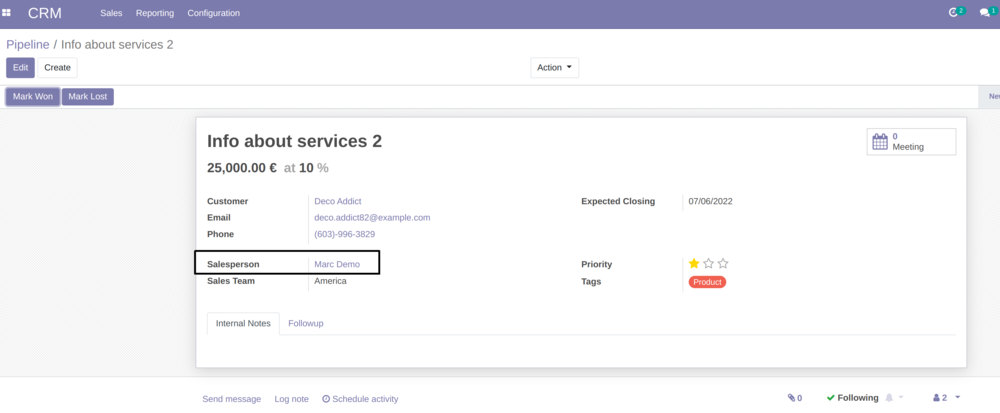 CRM Sales Reporting Configuration 2 1
Pipeline / Info about services 2
Edit Create Action
Mark Won Mark Lost
Info about services 2
0
Meeting
25,000.00 € at 10 %
Customer Deco Addict Expected Closing 07/06/2022
Email deco.addict82@example.com
Phone (603)-996-3829
Salesperson Marc Demo Priority
Sales Team America Tags Product
Internal Notes Followup
Send message Log note Schedule activity 0 Following 2